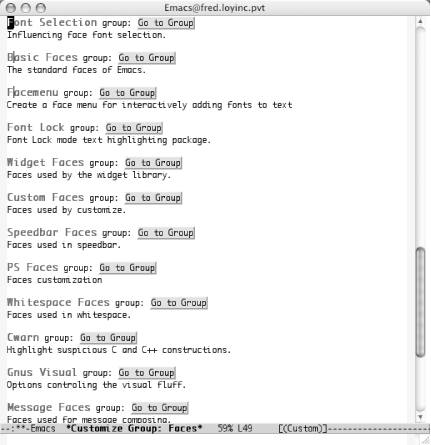 Emacs@fred.loyinc.pvt
Font Selection group: Go to Group
Influencing face font selection.
Basic Faces group: Go to Group
The standard faces of Emacs.
Facemenu group: Go to Group
Create a face menu for interactively adding fonts to text
Font Lock group: Go to Group
Font Lock mode text highlighting package.
Widget Faces group: Go to Group
Faces used by the widget library.
Custom Faces group: Go to Group
Faces used by customize.
Speedbar Faces group: Go to Group
Faces used in speedbar.
PS Faces group: Go to Group
Faces customization
Whitespace Faces group: Go to Group
Faces used in whitespace.
Cwarn group: Go to Group
Highlight suspicious C and C++ constructions.
Gnus Visual group: Go to Group
Options controling the visual fluff.
Message Faces group: Go to Group
Faces used for message composing.
--:**-Emacs *Customize Group: Faces* 59% L49 [(Custom)]--------------------